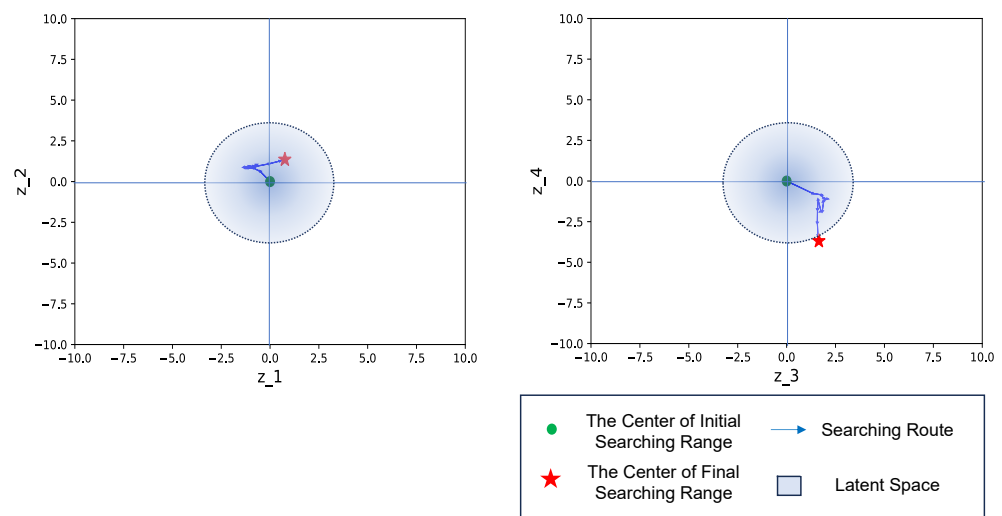 10.0
7.5
5.0
2.5
0.0
−2.5
−5.0
−7.5
−10.0
z_2
−10.0 −7.5 −5.0 −2.5 0.0 2.5 5.0 7.5 10.0
z_1
10.0
7.5
5.0
2.5
0.0
−2.5
−5.0
−7.5
−10.0
z_4
−10.0 −7.5 −5.0 −2.5 0.0 2.5 5.0 7.5 10.0
z_3
The Center of Initial
Searching Range
Searching Route
The Center of Final
Searching Range
Latent Space